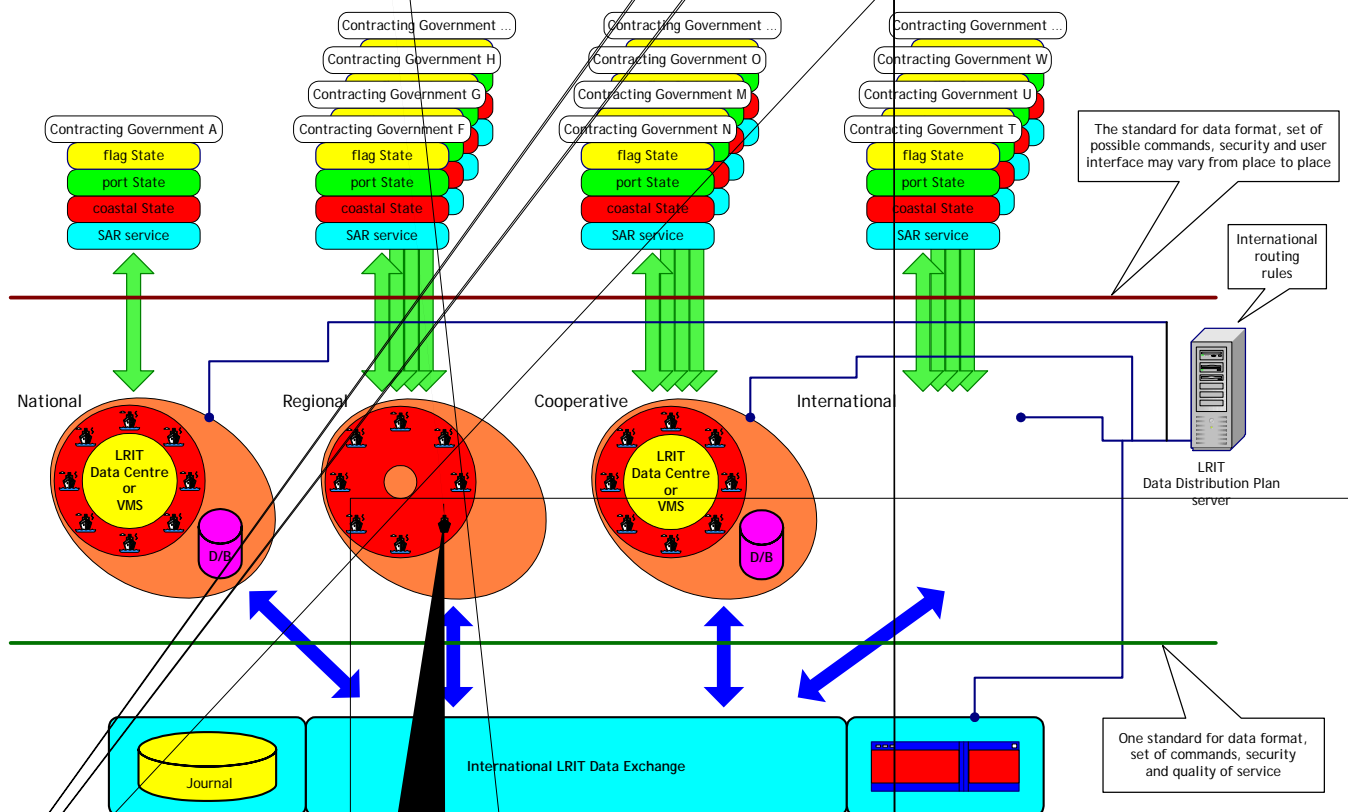 Contracting Government ...
Contracting Government ...
Contracting Government ...
Contracting Government H
Contracting Government O
Contracting Government W
Contracting Government G
Contracting Government M
Contracting Government U
Contracting Government A
Contracting Government F
Contracting Government N
Contracting Government T
flag State
port State
coastal State
SAR service
flag State
port State
coastal State
SAR service
flag State
port State
coastal State
SAR service
flag State
port State
coastal State
SAR service
The standard for data format, set of
possible commands, security and user
interface may vary from place to place
International
routing
rules
National
Regional
Cooperative
International
LRIT
Data Centre
or
VMS
D/B
LRIT
Data Centre
or
VMS
D/B
LRIT
Data Distribution Plan
server
Journal
International LRIT Data Exchange
One standard for data format,
set of commands, security
and quality of service